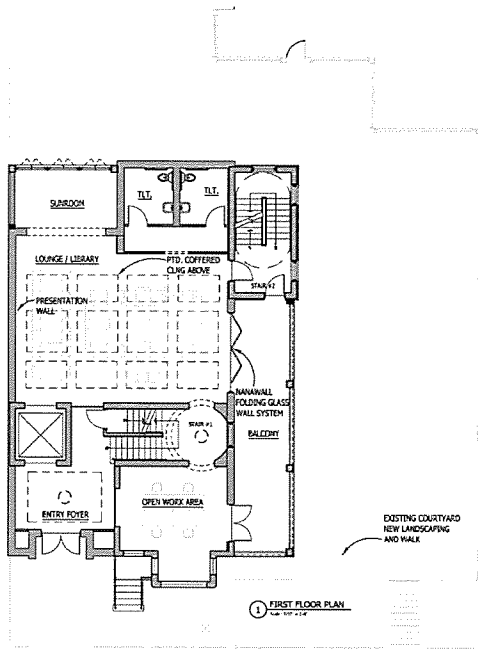 TLT.
TLT.
SUNROOM
LOUNGE / LIBRARY
PTD. COFFERED
CLNG ABOVE
STAIR #2
PRESENTATION
WALL
NANAWALL
FOLDING GLASS
WALL SYSTEM
STAIR #1
BALCONY
OPEN WORK AREA
ENTRY FOYER
EXISTING COURTYARD
NEW LANDSCAPING
AND WALK
1 FIRST FLOOR PLAN